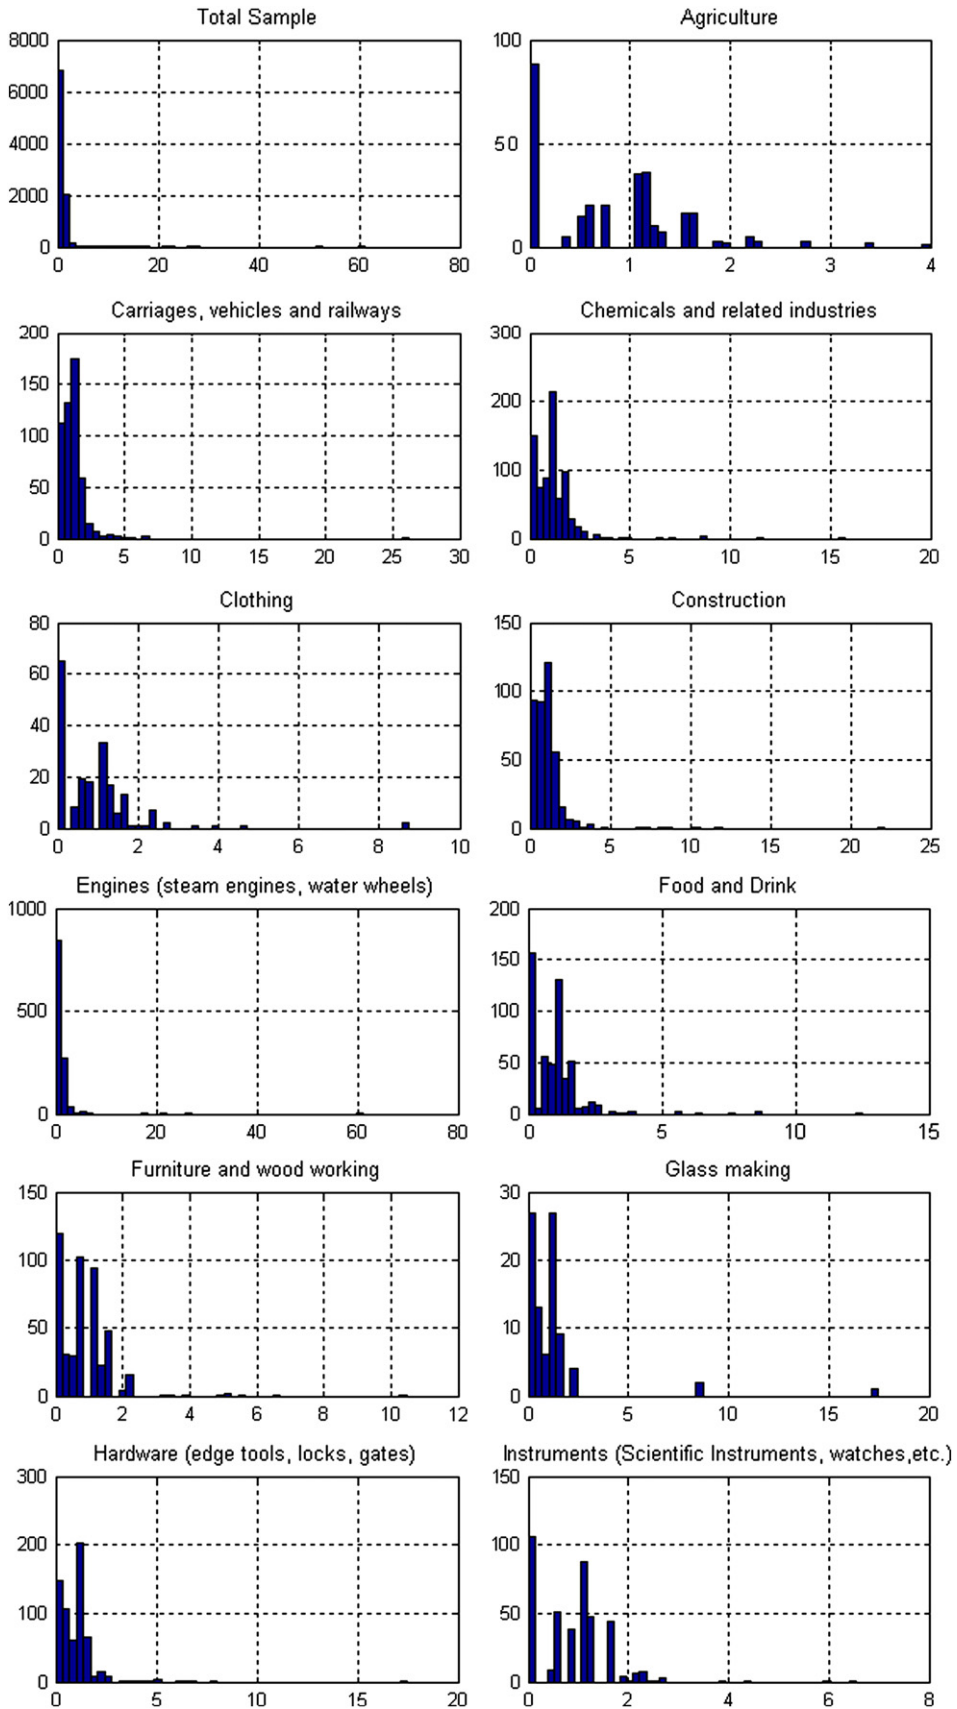 Total Sample
Agriculture
8000
6000
4000
2000
0
0 20 40 60 80
100
50
0
0 1 2 3 4
Carriages, vehicles and railways
Chemicals and related industries
200
150
100
50
0
0 5 10 15 20 25 30
300
200
100
0
0 5 10 15 20
Clothing
Construction
80
60
40
20
0
0 2 4 6 8 10
150
100
50
0
0 5 10 15 20 25
Engines (steam engines, water wheels)
Food and Drink
1000
500
0
0 20 40 60 80
200
150
100
50
0
0 5 10 15
Furniture and wood working
Glass making
150
100
50
0
0 2 4 6 8 10 12
30
20
10
0
0 5 10 15 20
Hardware (edge tools, locks, gates)
Instruments (Scientific Instruments, watches,etc.)
300
200
100
0
0 5 10 15 20
150
100
50
0
0 2 4 6 8